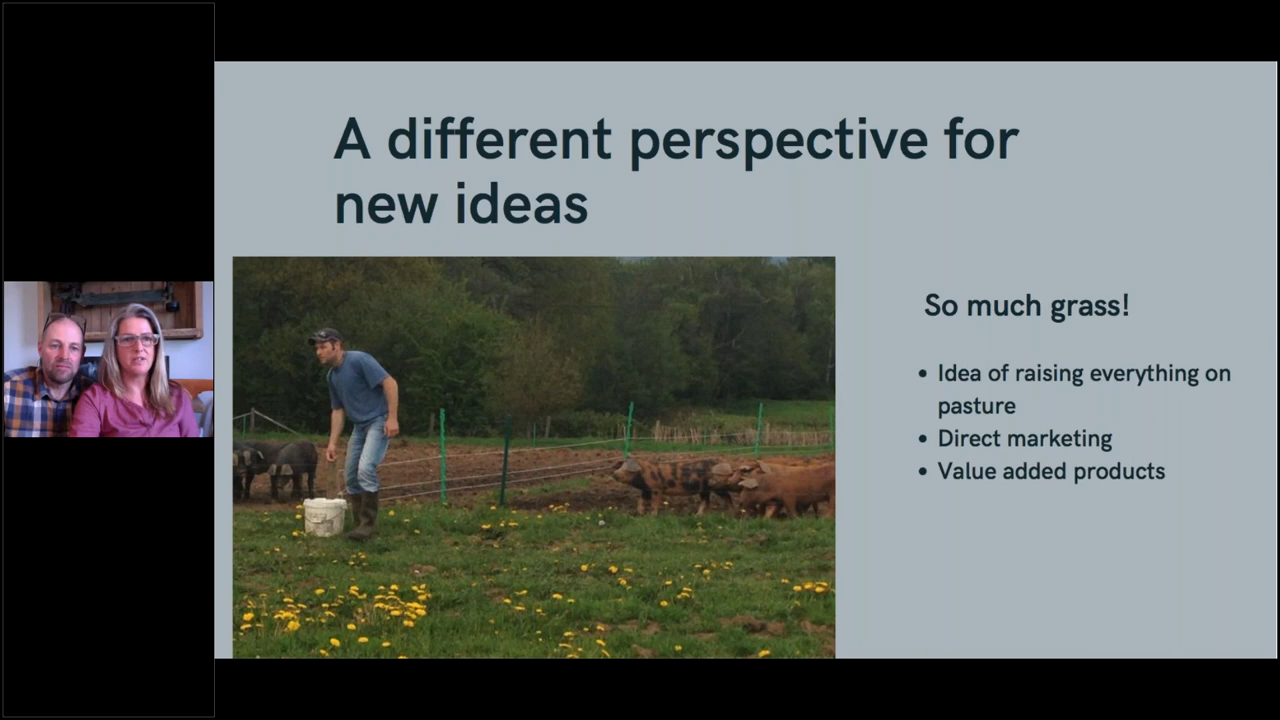 A different perspective for
new ideas
So much grass!
• Idea of raising everything on
pasture
• Direct marketing
• Value added products